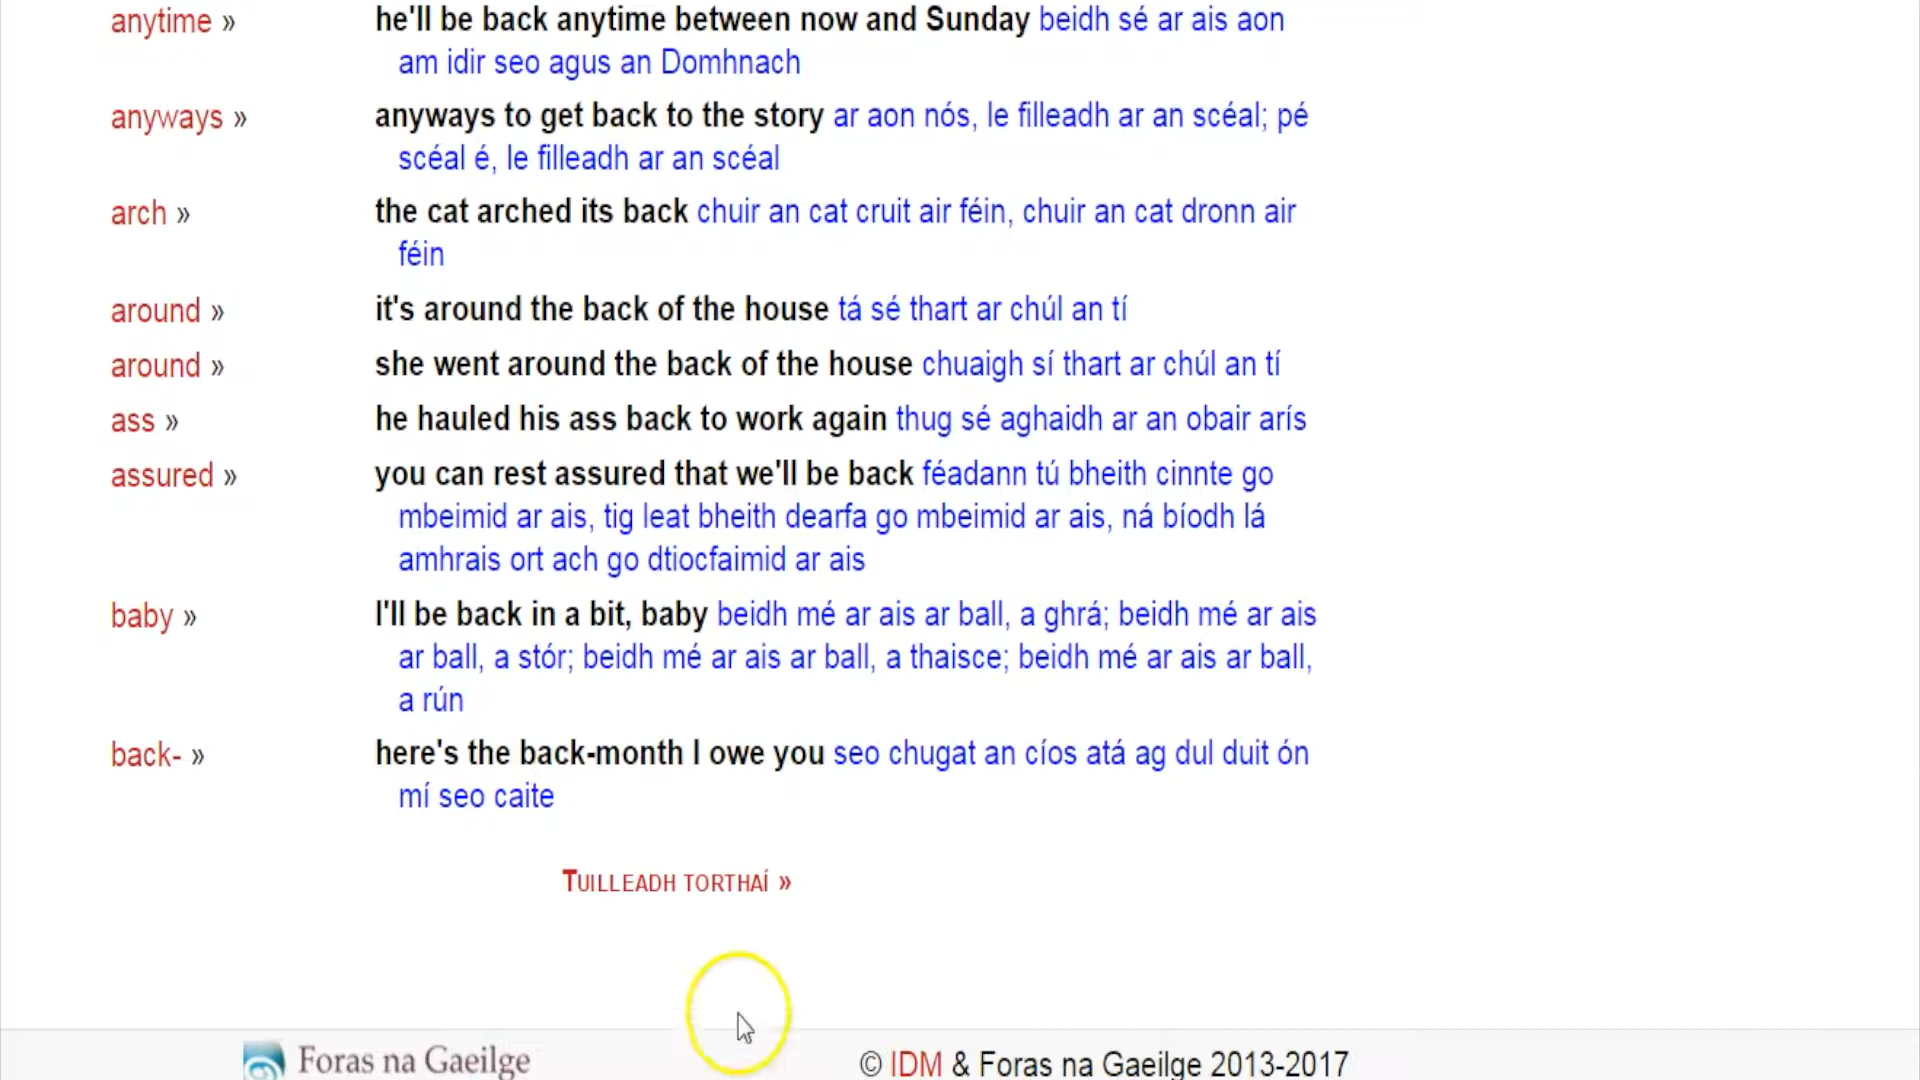 anytime » he'll be back anytime between now and Sunday beidh sé ar ais aon
am idir seo agus an Domhnach
anyways » anyways to get back to the story ar aon nós, le filleadh ar an scéal; pé
scéal é, le filleadh ar an scéal
arch » the cat arched its back chuir an cat cruit air féin, chuir an cat dronn air
féin
around » it's around the back of the house tá sé thart ar chúl an tí
around » she went around the back of the house chuaigh sí thart ar chúl an tí
ass » he hauled his ass back to work again thug sé aghaidh ar an obair arís
assured » you can rest assured that we'll be back féadann tú bheith cinnte go
mbeimid ar ais, tig leat bheith dearfa go mbeimid ar ais, ná bíodh lá
amhrais ort ach go dtiocfaimid ar ais
baby » I'll be back in a bit, baby beidh mé ar ais ar ball, a ghrá; beidh mé ar ais
ar ball, a stór; beidh mé ar ais ar ball, a thaisce; beidh mé ar ais ar ball,
a rún
back- » here's the back-month I owe you seo chugat an cíos atá ag dul duit ón
mí seo caite
TUILLEADH TORTHAÍ »
Foras na Gaeilge © IDM & Foras na Gaeilge 2013-2017